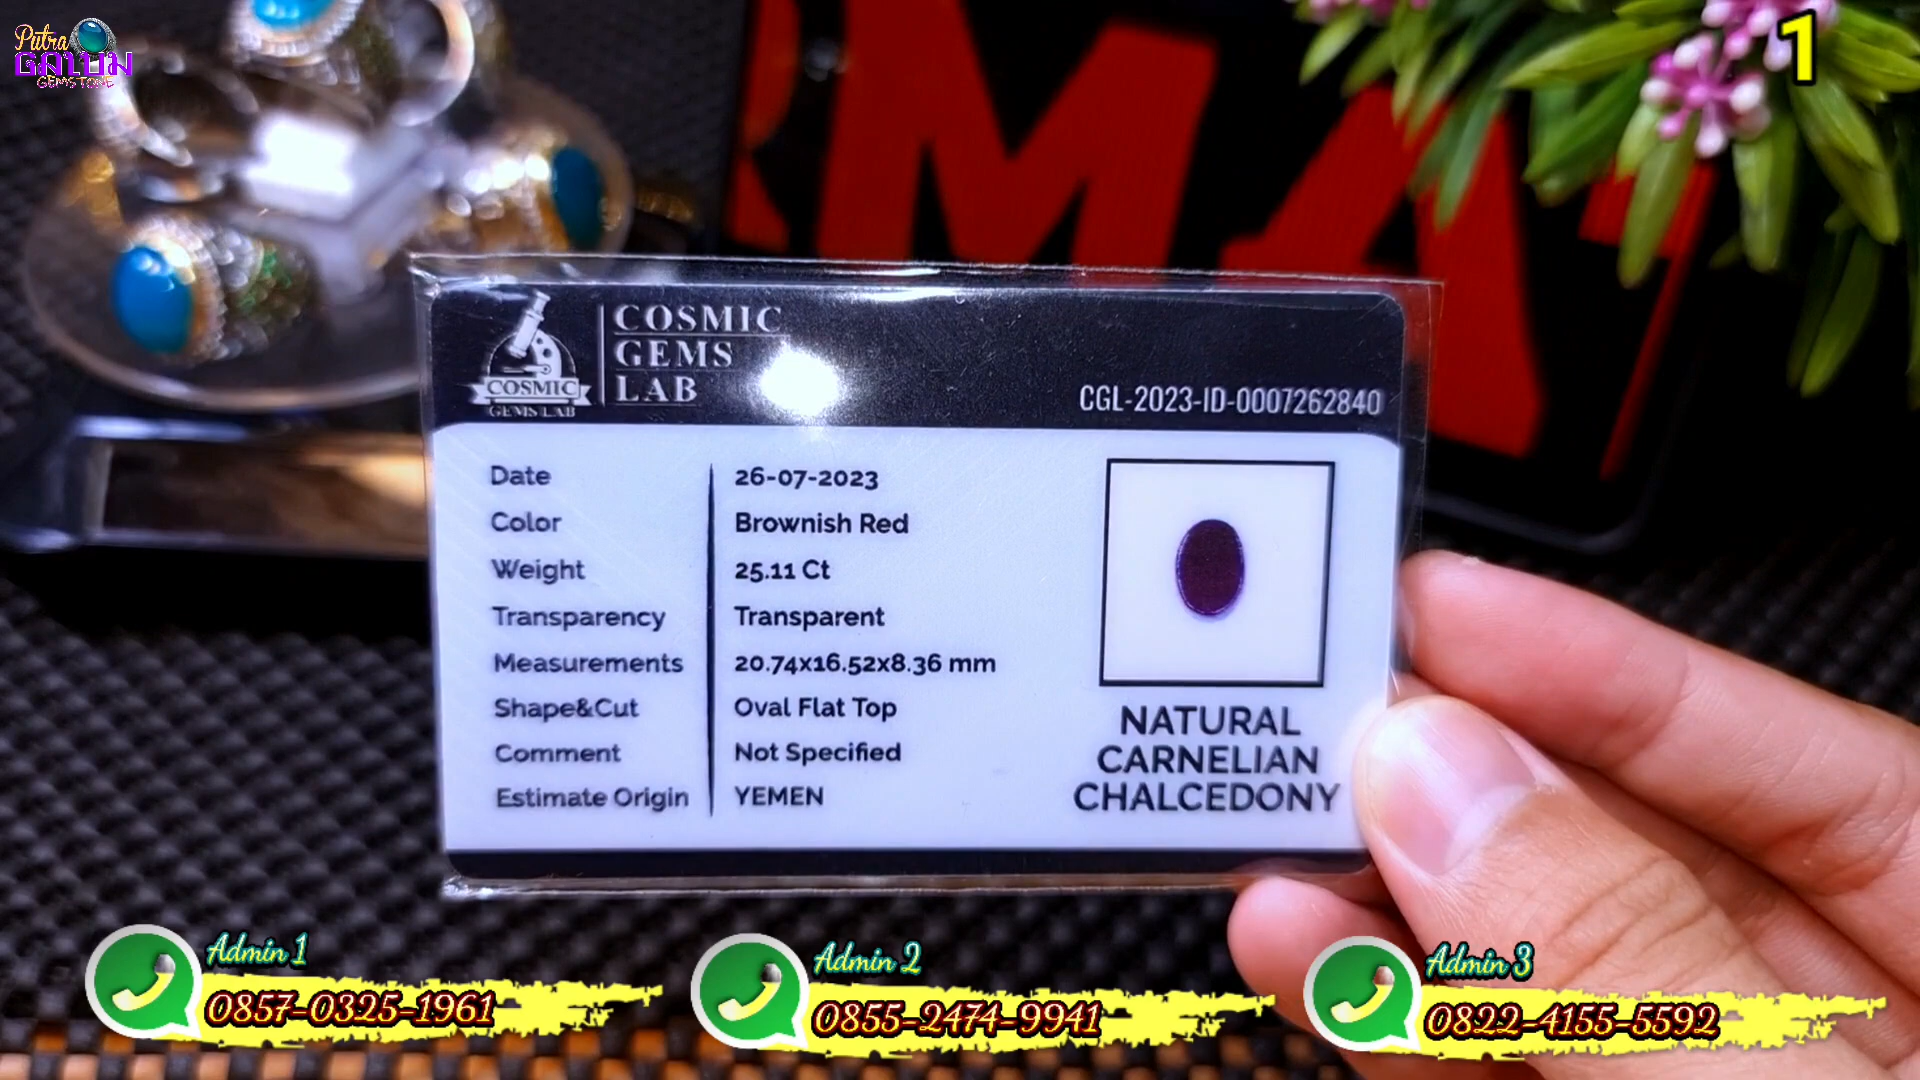 Putra
GALUN
GEMSTONE
1
MA
COSMIC
GEMS LAB
COSMIC
GEMS
LAB
CGL-2023-ID-0007262840
Date 26-07-2023
Color Brownish Red
Weight 25.11 Ct
Transparency Transparent
Measurements 20.74x16.52x8.36 mm
Shape&Cut Oval Flat Top
Comment Not Specified
Estimate Origin YEMEN
NATURAL
CARNELIAN
CHALCEDONY
Admin 1
0857-0325-1961
Admin 2
0855-2474-9941
Admin 3
0822-4155-5592